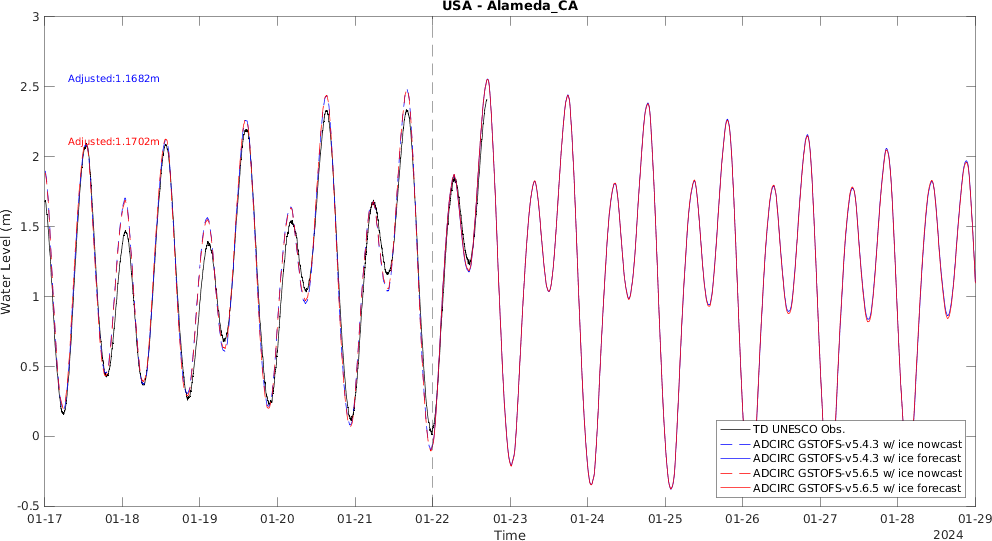 USA - Alameda_CA
Adjusted:1.1682m
Adjusted:1.1702m
Water Level (m)
3
2.5
2
1.5
1
0.5
0
-0.5
TD UNESCO Obs.
ADCIRC GSTOFS-v5.4.3 w/ ice nowcast
ADCIRC GSTOFS-v5.4.3 w/ ice forecast
ADCIRC GSTOFS-v5.6.5 w/ ice nowcast
ADCIRC GSTOFS-v5.6.5 w/ ice forecast
01-17 01-18 01-19 01-20 01-21 01-22 01-23 01-24 01-25 01-26 01-27 01-28 01-29
Time
2024